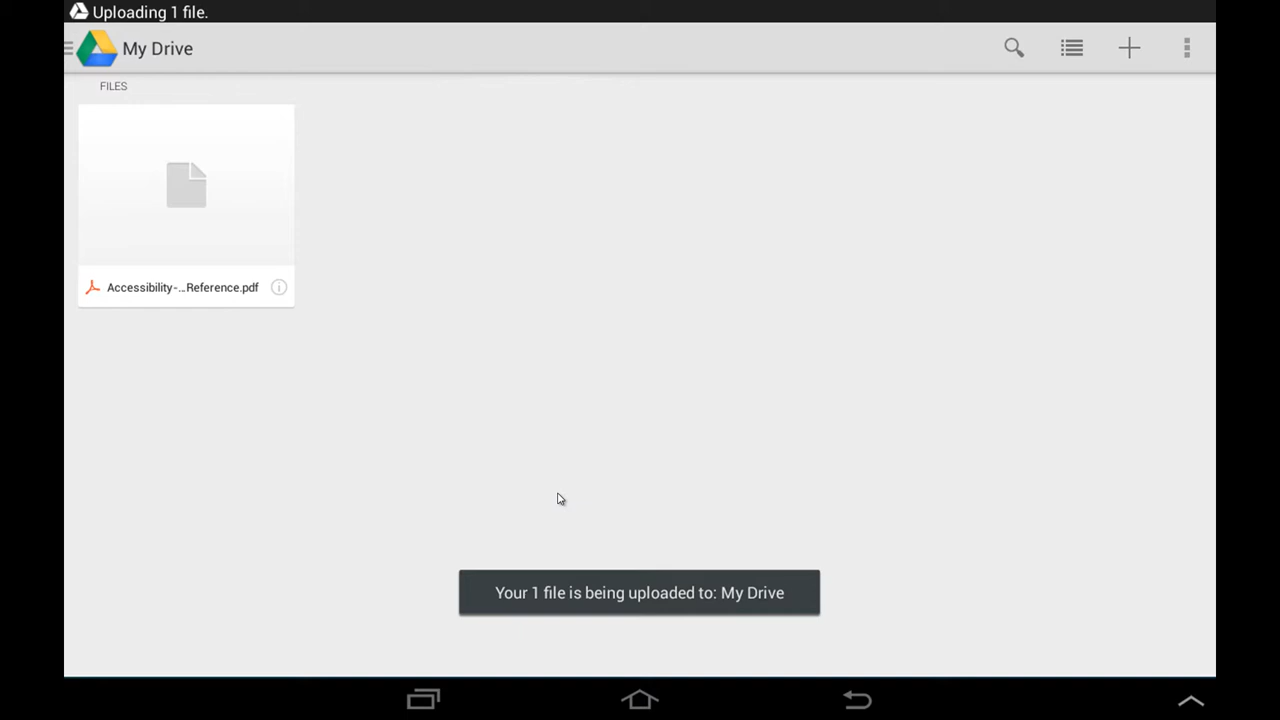 Uploading 1 file.
My Drive
FILES
Accessibility-...Reference.pdf
Your 1 file is being uploaded to: My Drive